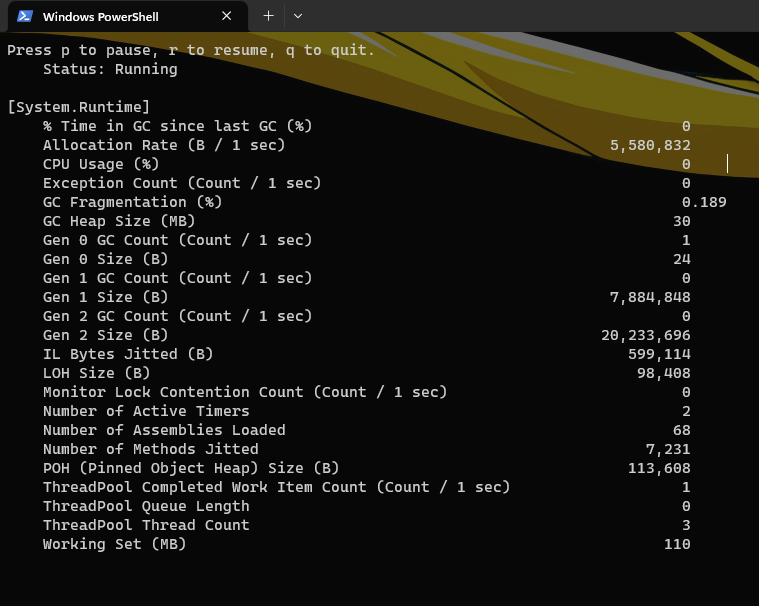 Windows PowerShell
Press p to pause, r to resume, q to quit.
Status: Running
[System.Runtime]
% Time in GC since last GC (%) 0
Allocation Rate (B / 1 sec) 5,580,832
CPU Usage (%) 0
Exception Count (Count / 1 sec) 0
GC Fragmentation (%) 0.189
GC Heap Size (MB) 30
Gen 0 GC Count (Count / 1 sec) 1
Gen 0 Size (B) 24
Gen 1 GC Count (Count / 1 sec) 0
Gen 1 Size (B) 7,884,848
Gen 2 GC Count (Count / 1 sec) 0
Gen 2 Size (B) 20,233,696
IL Bytes Jitted (B) 599,114
LOH Size (B) 98,408
Monitor Lock Contention Count (Count / 1 sec) 0
Number of Active Timers 2
Number of Assemblies Loaded 68
Number of Methods Jitted 7,231
POH (Pinned Object Heap) Size (B) 113,608
ThreadPool Completed Work Item Count (Count / 1 sec) 1
ThreadPool Queue Length 0
ThreadPool Thread Count 3
Working Set (MB) 110